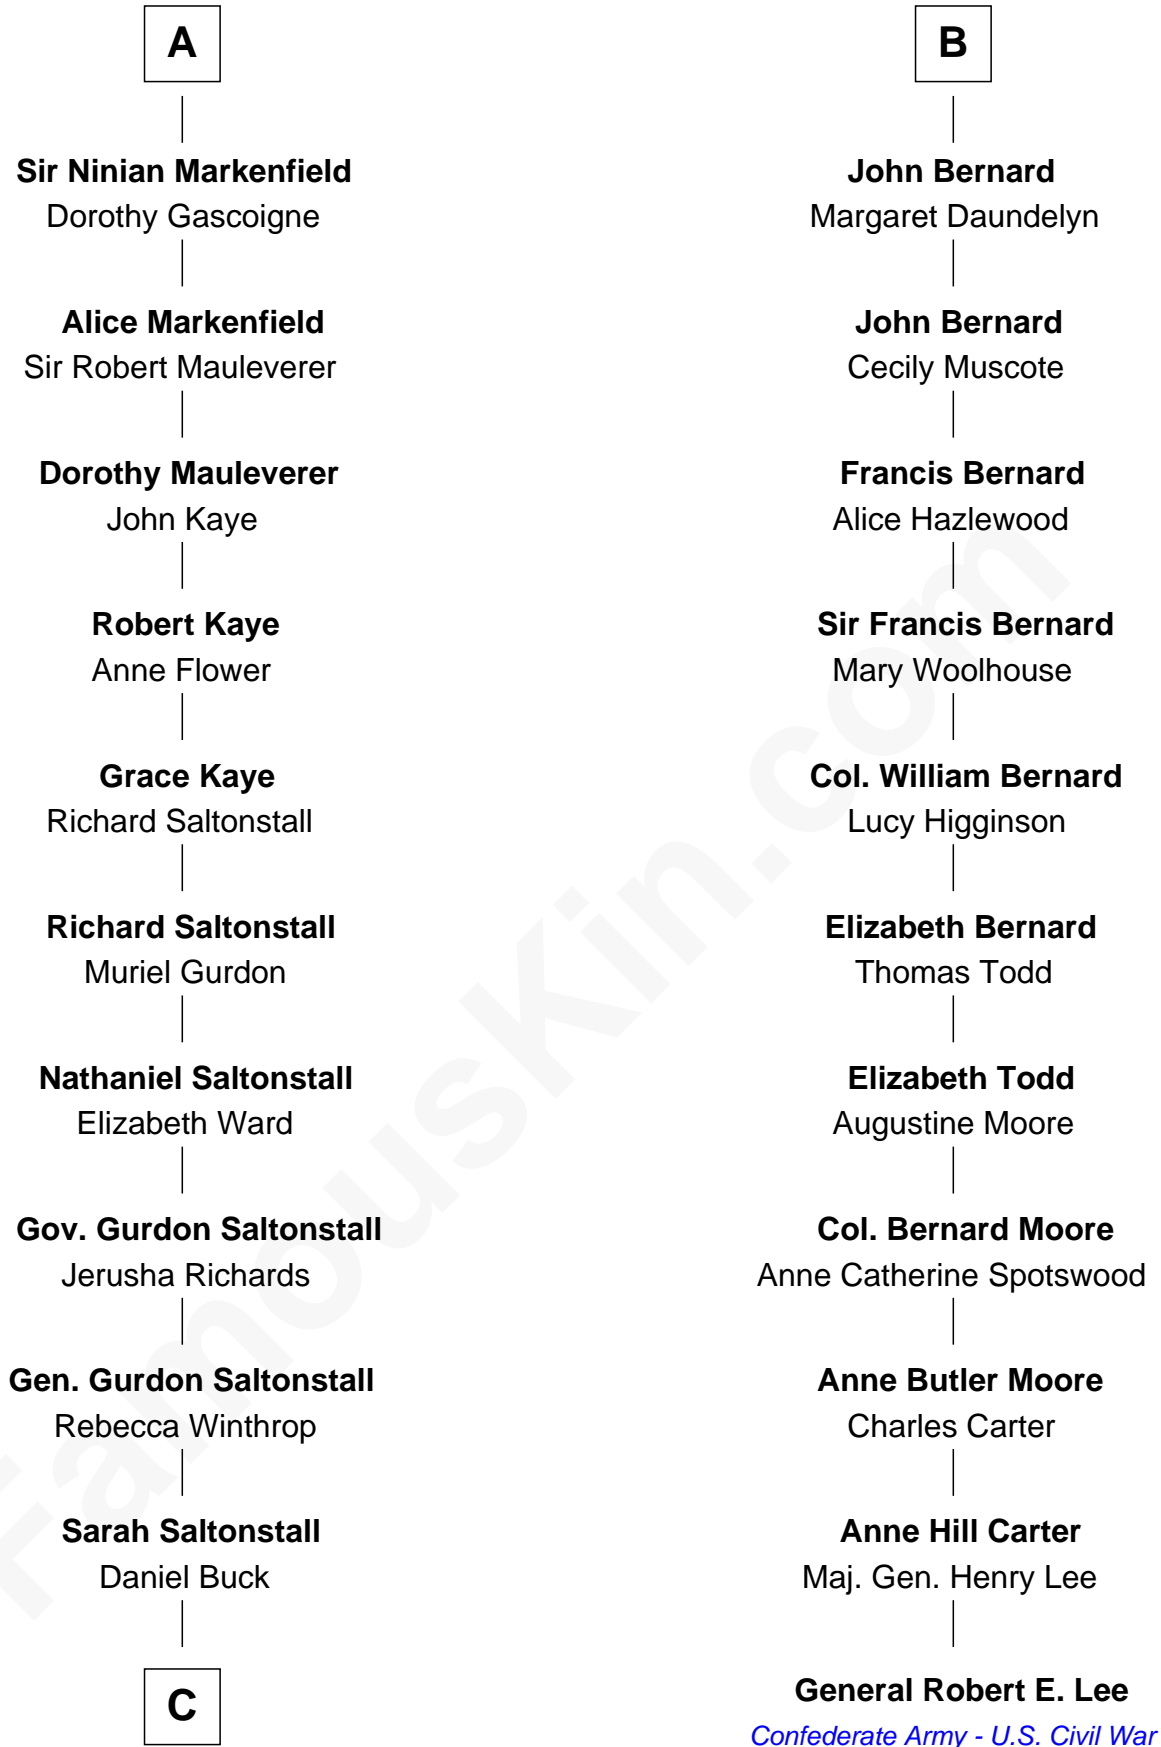 A
Sir Ninian Markenfield
Dorothy Gascoigne
Alice Markenfield
Sir Robert Mauleverer
Dorothy Mauleverer
John Kaye
Robert Kaye
Anne Flower
Grace Kaye
Richard Saltonstall
Richard Saltonstall
Muriel Gurdon
Nathaniel Saltonstall
Elizabeth Ward
Gov. Gurdon Saltonstall
Jerusha Richards
Gen. Gurdon Saltonstall
Rebecca Winthrop
Sarah Saltonstall
Daniel Buck
C
B
John Bernard
Margaret Daundelyn
John Bernard
Cecily Muscote
Francis Bernard
Alice Hazlewood
Sir Francis Bernard
Mary Woolhouse
Col. William Bernard
Lucy Higginson
Elizabeth Bernard
Thomas Todd
Elizabeth Todd
Augustine Moore
Col. Bernard Moore
Anne Catherine Spotswood
Anne Butler Moore
Charles Carter
Anne Hill Carter
Maj. Gen. Henry Lee
General Robert E. Lee
Confederate Army - U.S. Civil War
FamousKin.com